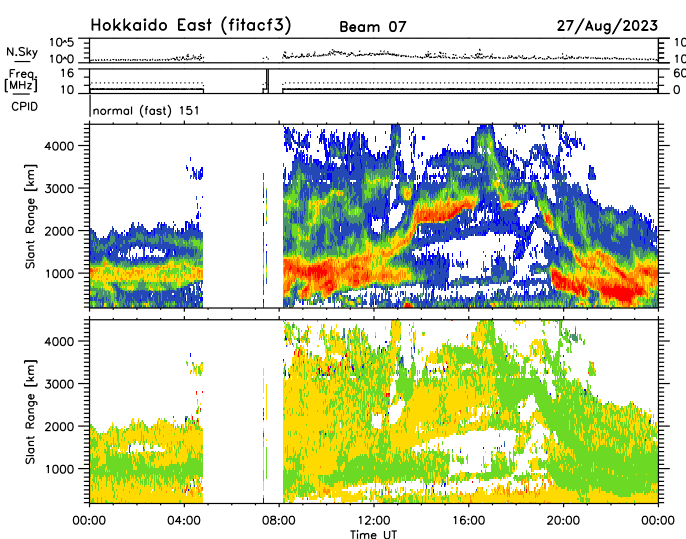 Hokkaido East (fitacf3) Beam 07 27/Aug/2023
N.Sky 10^5 10^0 10 10
Freq. [MHz] 16 10 60 0
CPID normal (fast) 151
Slant Range [km] 4000 3000 2000 1000
Slant Range [km] 4000 3000 2000 1000
00:00 04:00 08:00 12:00 16:00 20:00 00:00
Time UT